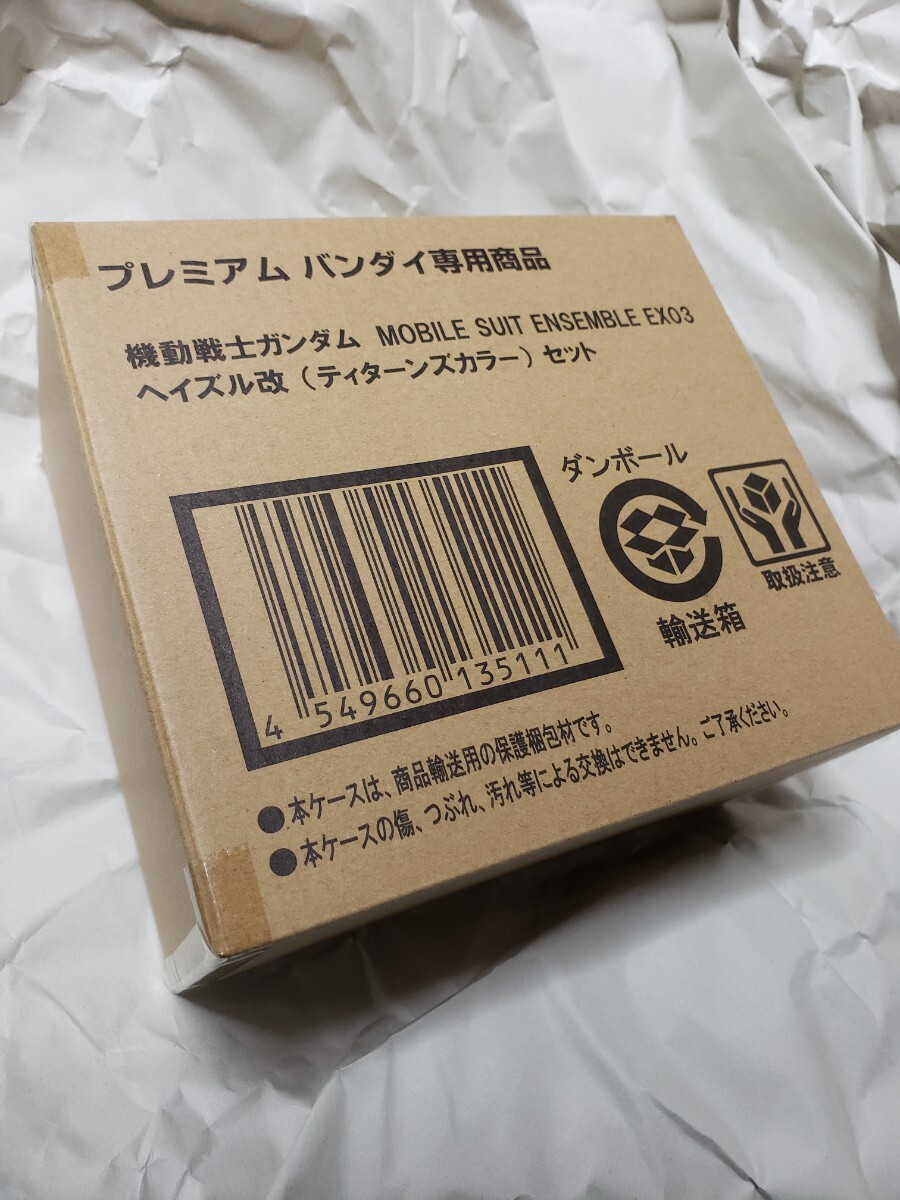 プレミアム バンダイ専用商品
機動戦士ガンダム MOBILE SUIT ENSEMBLE EX03
ヘイズル改（ティターンズカラー）セット
ダンボール
輸送箱
取扱注意
4 549660 135111
●本ケースは、商品輸送用の保護梱包材です。
●本ケースの傷、つぶれ、汚れ等による交換はできません。ご了承ください。